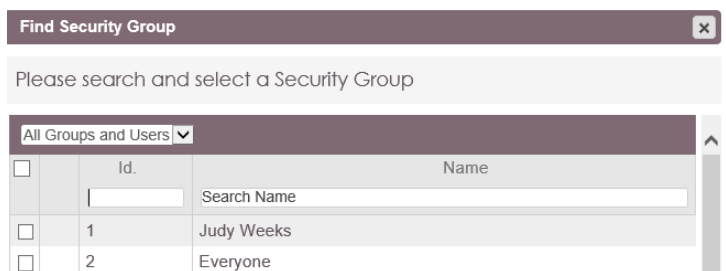 Find Security Group
Please search and select a Security Group
All Groups and Users
Id. Name
Search Name
1 Judy Weeks
2 Everyone